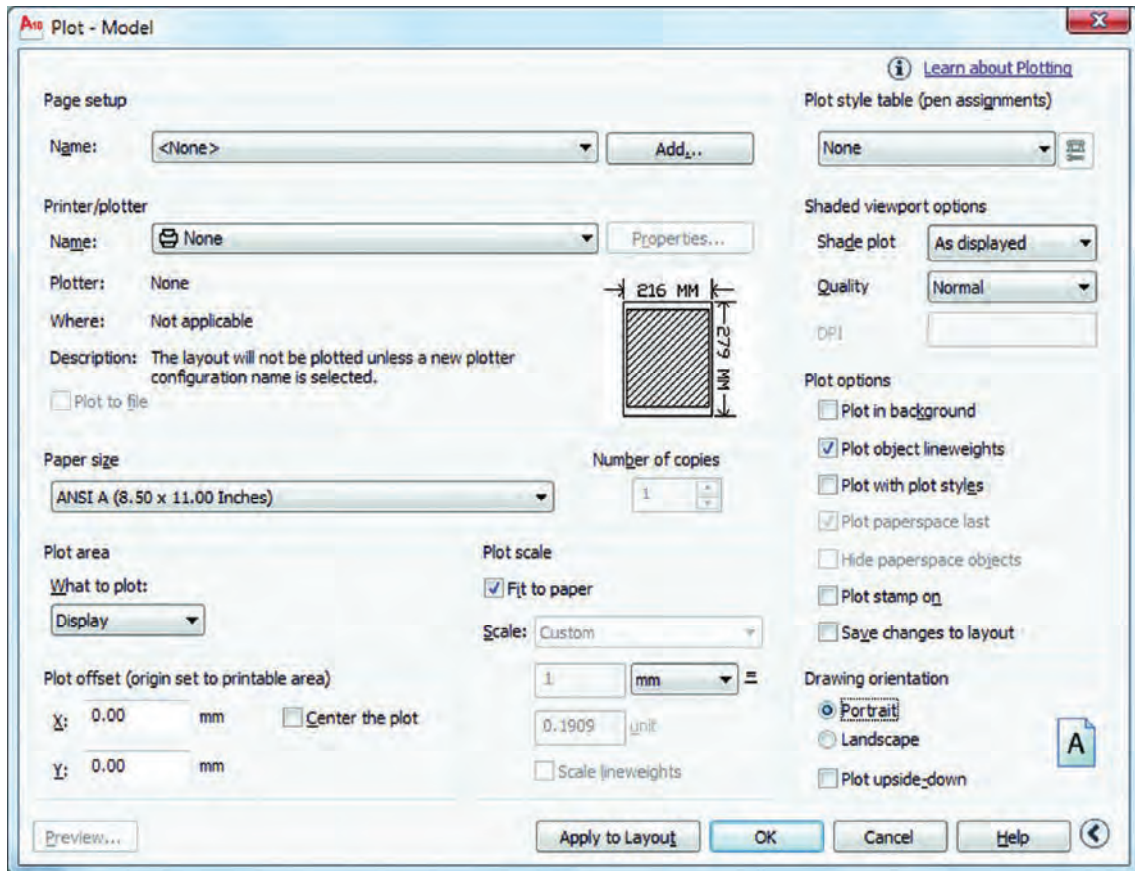 A10 Plot - Model
Learn about Plotting
Page setup
Name: <None> Add...
Printer/plotter
Name: None Properties...
Plotter: None
Where: Not applicable
Description: The layout will not be plotted unless a new plotter
configuration name is selected.
Plot to file
216 MM
279 MM
Paper size
ANSI A (8.50 x 11.00 Inches)
Number of copies
1
Plot area
What to plot:
Display
Plot scale
Fit to paper
Scale: Custom
1 mm =
0.1909 unit
Scale lineweights
Plot offset (origin set to printable area)
X: 0.00 mm Center the plot
Y: 0.00 mm
Plot style table (pen assignments)
None
Shaded viewport options
Shade plot As displayed
Quality Normal
DPI
Plot options
Plot in background
Plot object lineweights
Plot with plot styles
Plot paperspace last
Hide paperspace objects
Plot stamp on
Save changes to layout
Drawing orientation
Portrait
Landscape
Plot upside-down
A
Preview... Apply to Layout OK Cancel Help